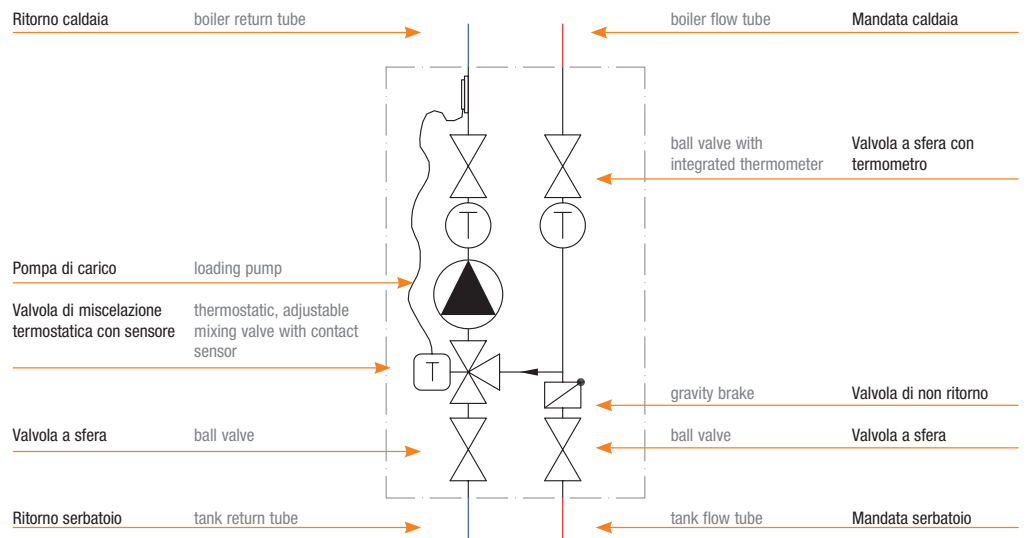 Ritorno caldaia boiler return tube
boiler flow tube Mandata caldaia
ball valve with Valvola a sfera con
integrated thermometer termometro
T T
Pompa di carico loading pump
Valvola di miscelazione thermostatic, adjustable
termostatica con sensore mixing valve with contact
sensor
T
gravity brake Valvola di non ritorno
Valvola a sfera ball valve
ball valve Valvola a sfera
Ritorno serbatoio tank return tube
tank flow tube Mandata serbatoio